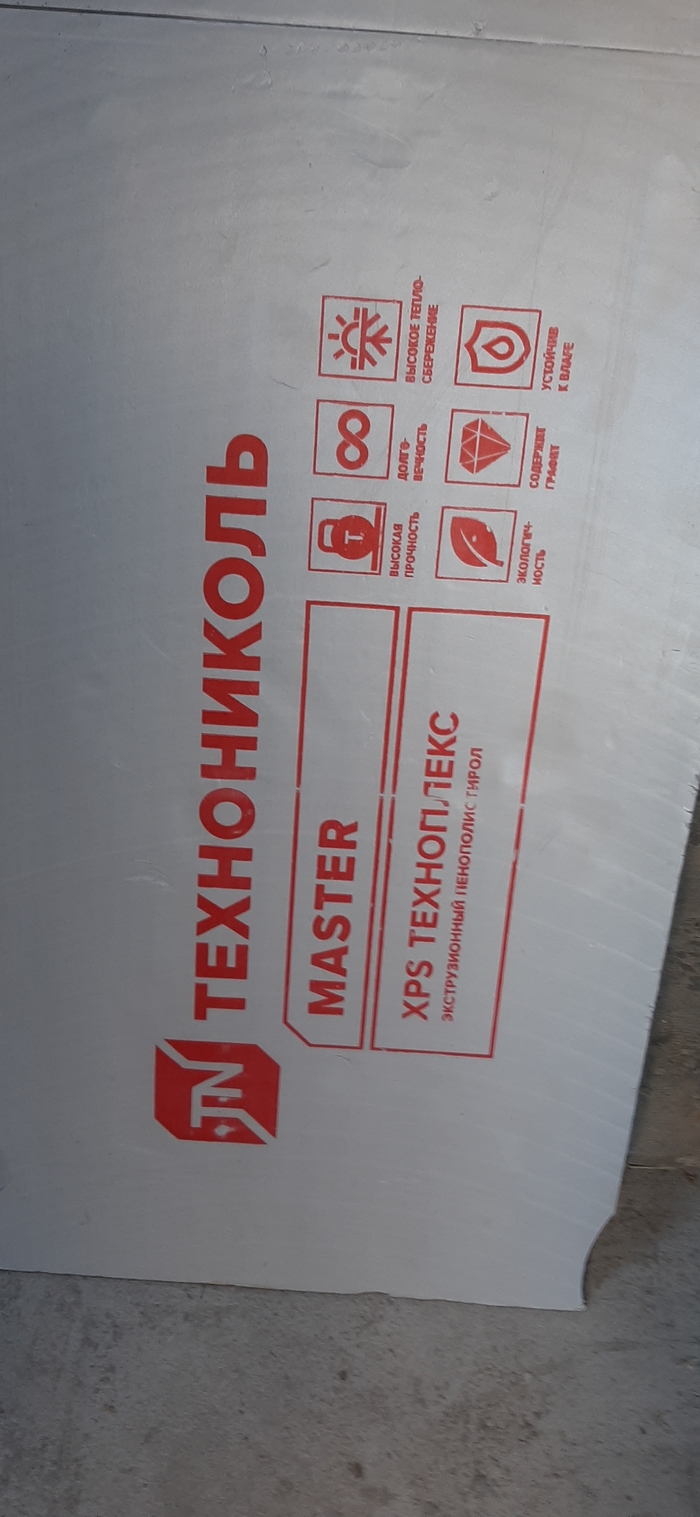 TN ТЕХНОНИКОЛЬ
MASTER
XPS ТЕХНОПЛЕКС
ЭКСТРУЗИОННЫЙ ПЕНОПОЛИСТИРОЛ
Т
ВЫСОКАЯ
ПРОЧНОСТЬ
ДОЛГО-
ВЕЧНОСТЬ
ВЫСОКОЕ ТЕПЛО-
СБЕРЕЖЕНИЕ
ЭКОЛОГИЧ-
НОСТЬ
СОДЕРЖИТ
ГРАФИТ
УСТОЙЧИВ
К ВЛАГЕ